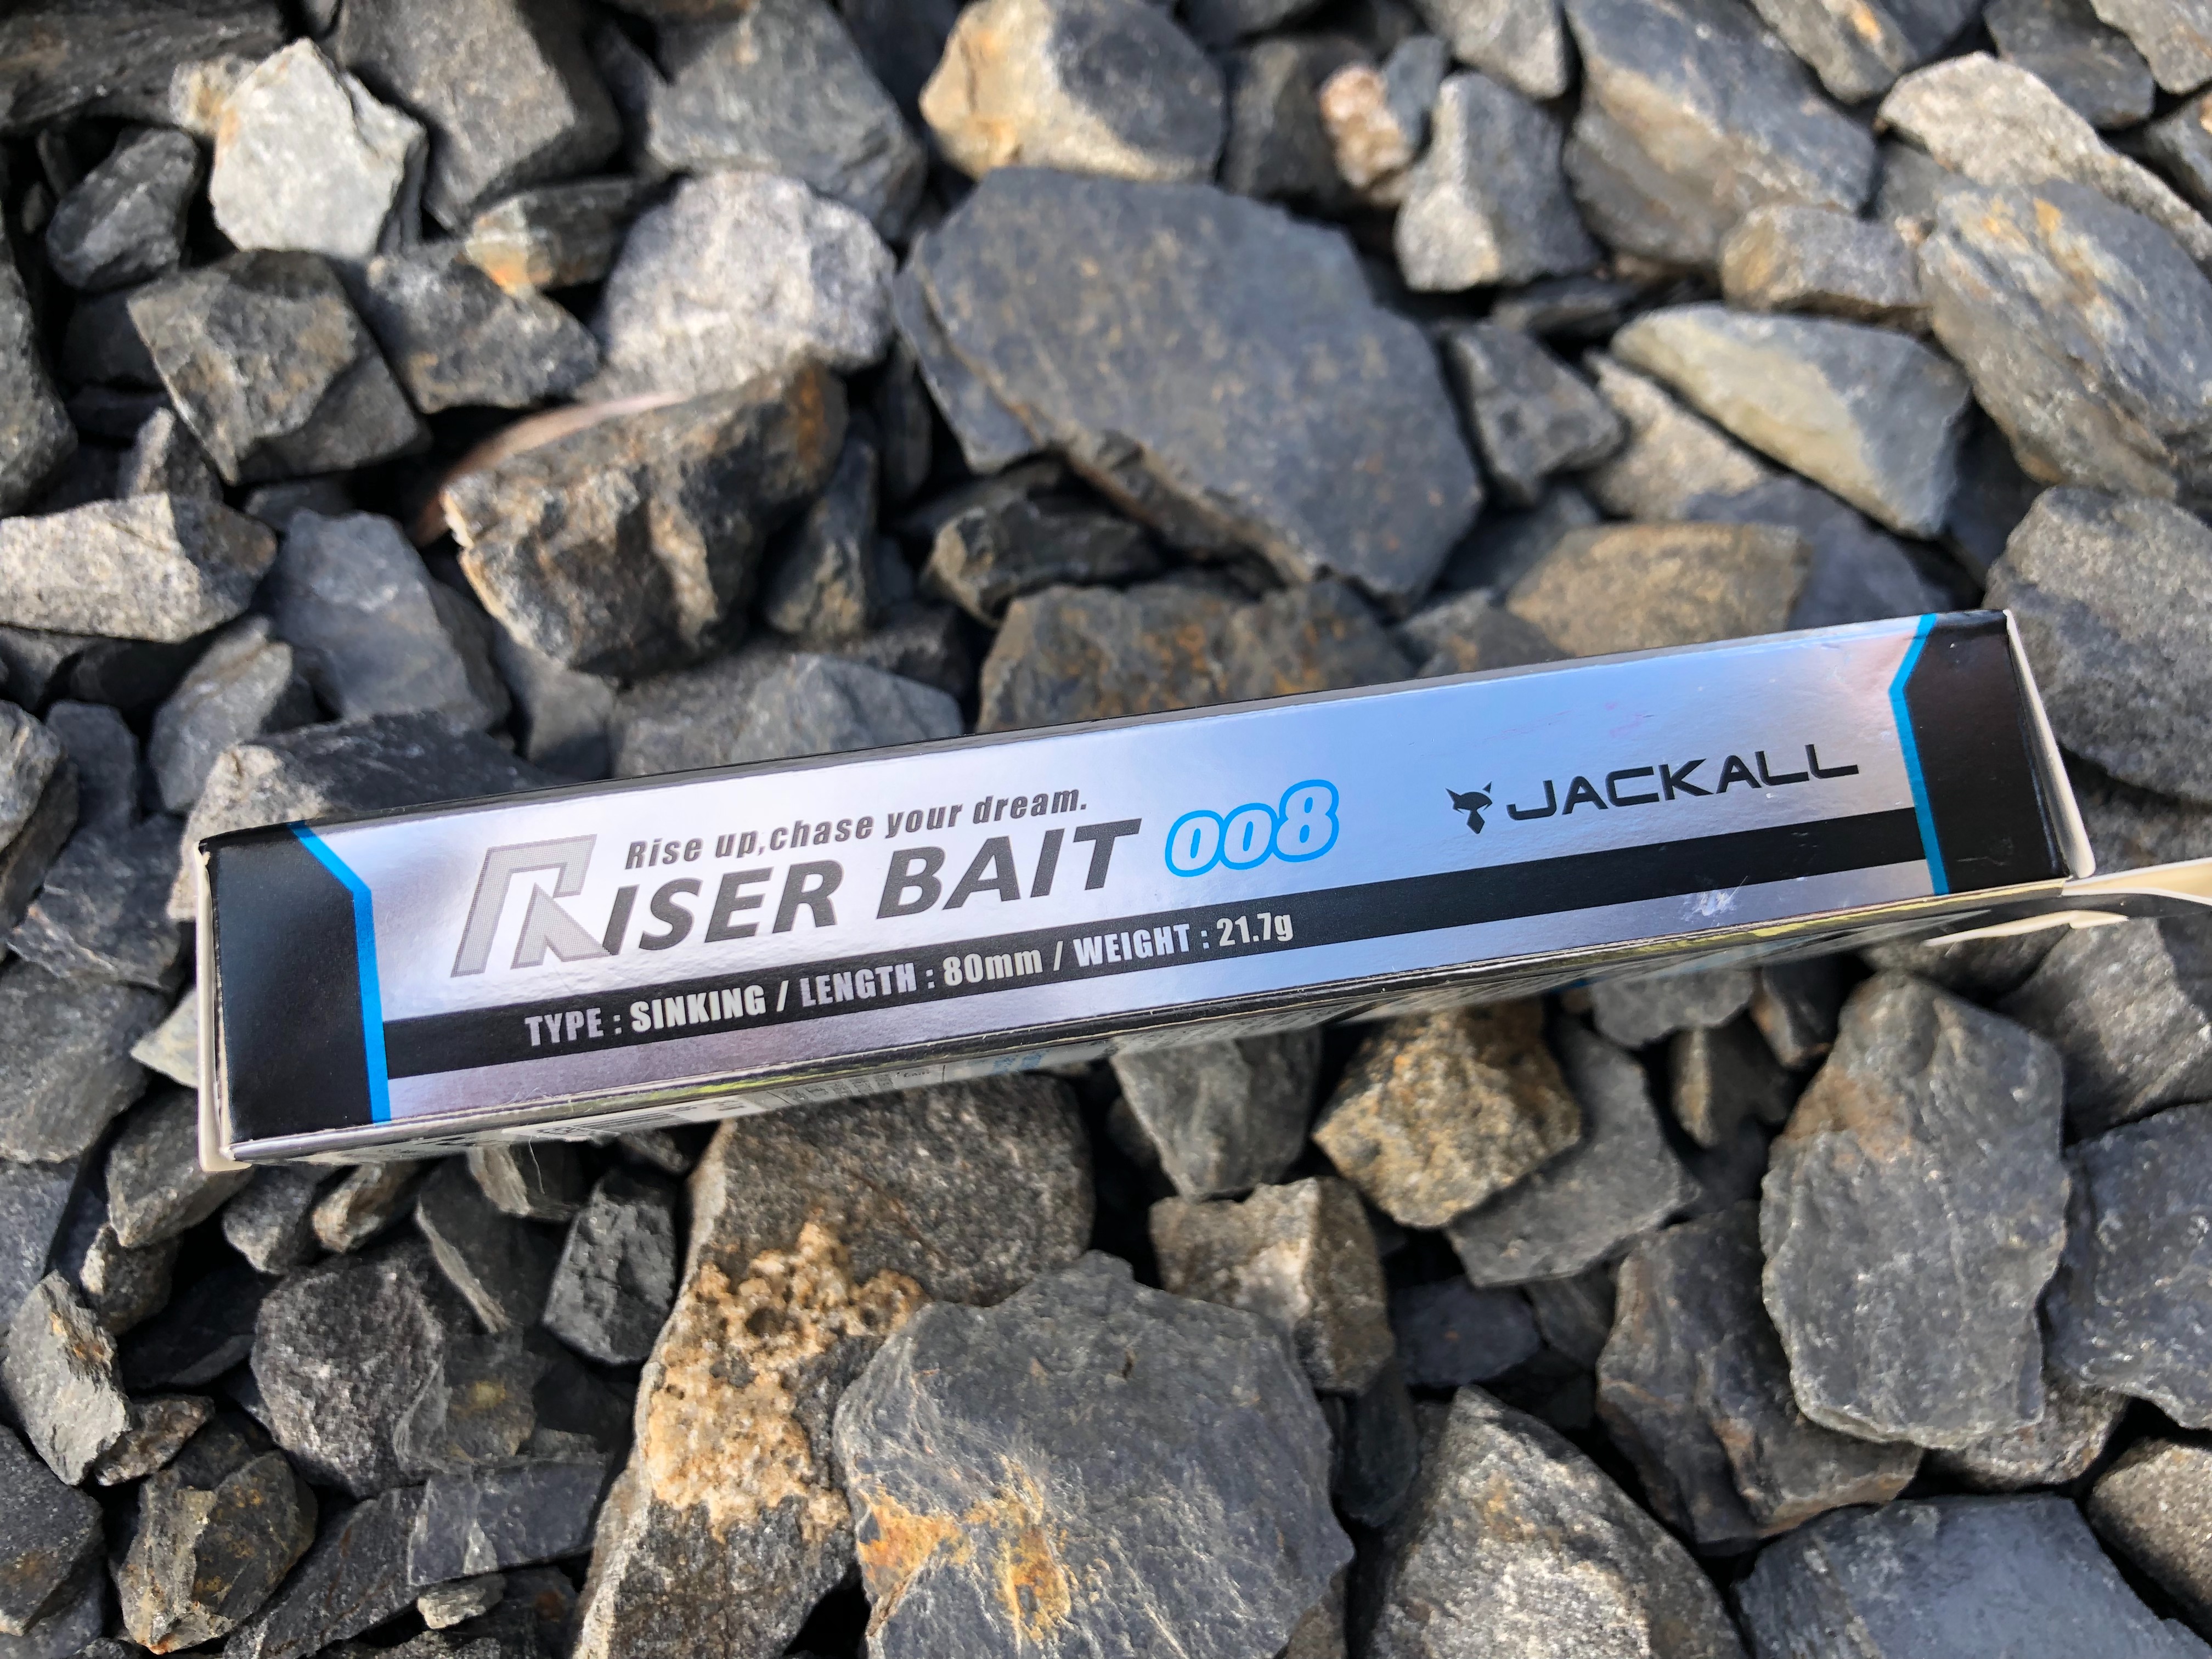 Rise up,chase your dream.
RISER BAIT 008
JACKALL
TYPE : SINKING / LENGTH : 80mm / WEIGHT : 21.7g